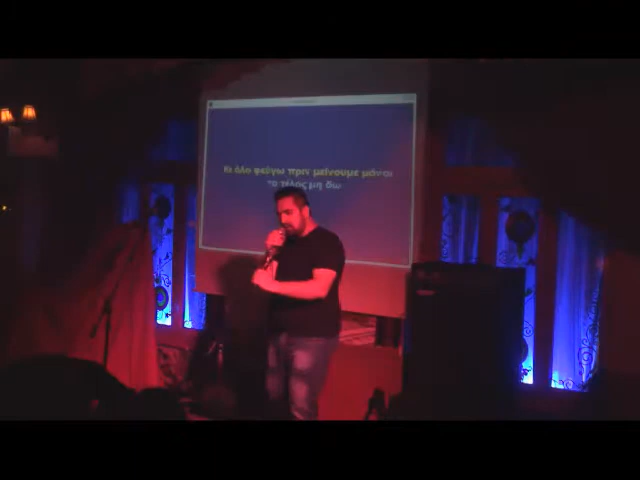 Κι όλο φεύγω πριν μείνουμε μόνοι
το τέλος μη δω